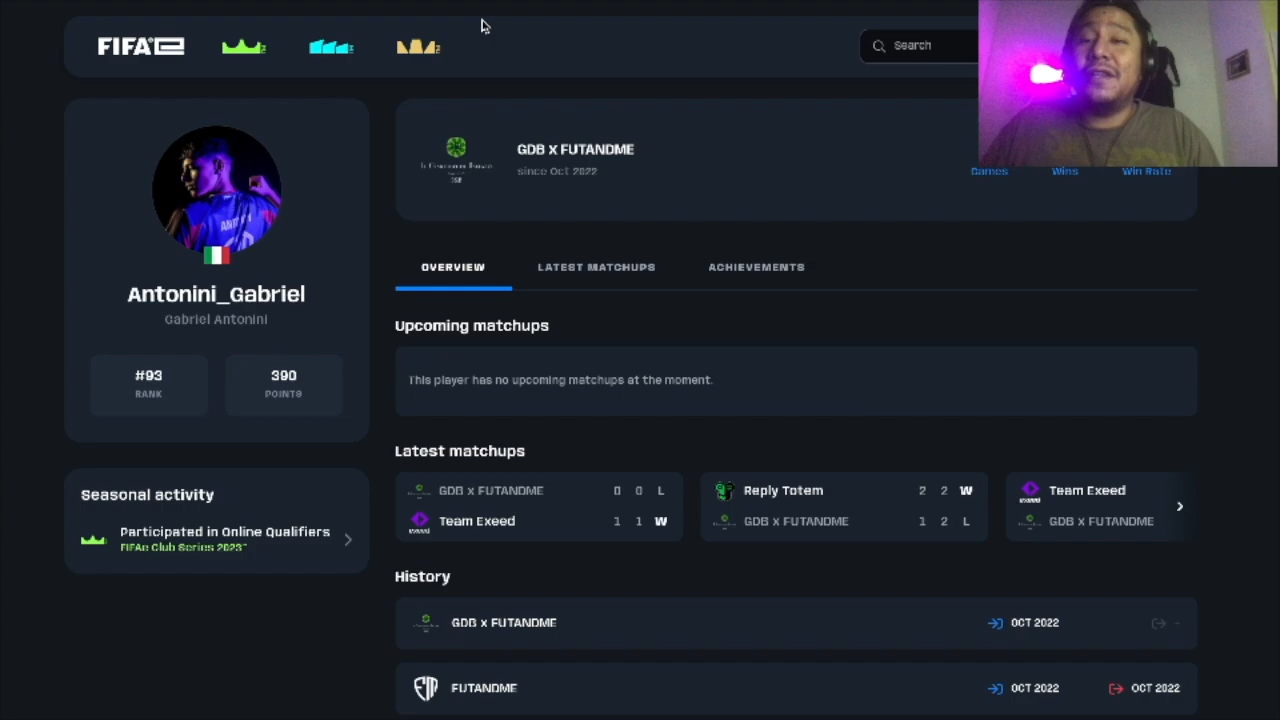 FIFAe
Search
GDB x FUTANDME
since Oct 2022
Games Wins Win Rate
ANTONINI
Antonini_Gabriel
Gabriel Antonini
#93 390
RANK POINTS
Seasonal activity
Participated in Online Qualifiers
FIFAe Club Series 2023™
OVERVIEW LATEST MATCHUPS ACHIEVEMENTS
Upcoming matchups
This player has no upcoming matchups at the moment.
Latest matchups
GDB x FUTANDME 0 0 L
Team Exeed 1 1 W
Reply Totem 2 2 W
GDB x FUTANDME 1 2 L
Team Exeed
GDB x FUTANDME
History
GDB x FUTANDME OCT 2022 -
FUTANDME OCT 2022 OCT 2022